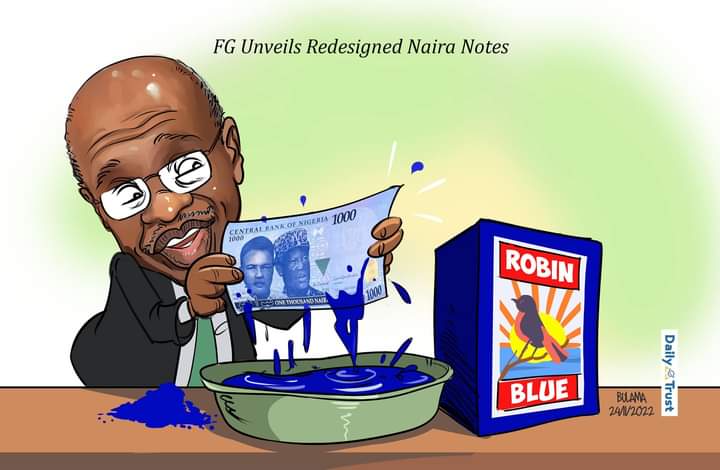 FG Unveils Redesigned Naira Notes
CENTRAL BANK OF NIGERIA 1000
1000
ONE THOUSAND NAIRA
1000
ROBIN
BLUE
Daily Trust
BULAMA
24/11/2022